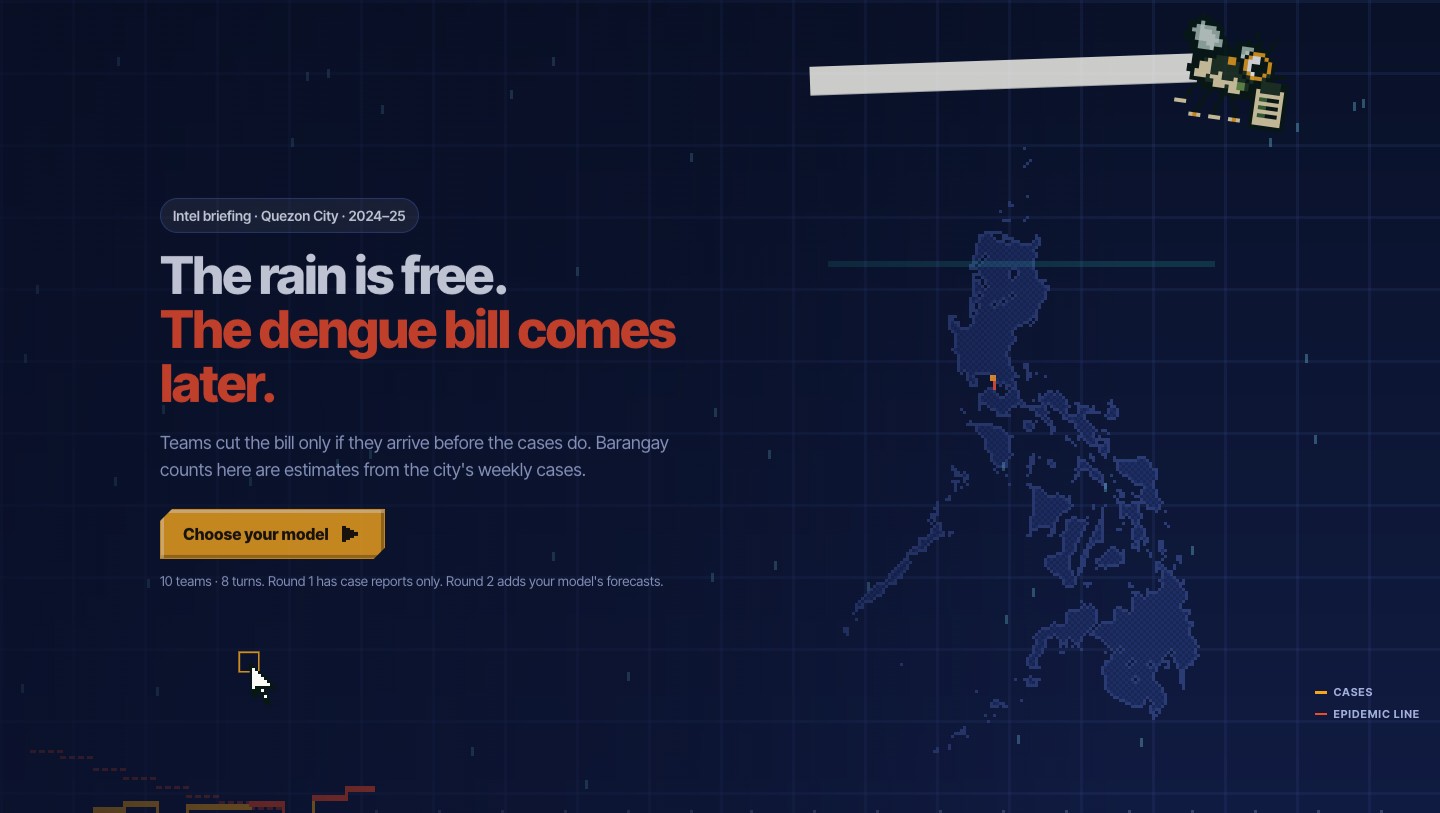 Intel briefing · Quezon City · 2024–25
The rain is free.
The dengue bill comes
later.
Teams cut the bill only if they arrive before the cases do. Barangay
counts here are estimates from the city's weekly cases.
Choose your model
10 teams · 8 turns. Round 1 has case reports only. Round 2 adds your model's forecasts.
CASES
EPIDEMIC LINE